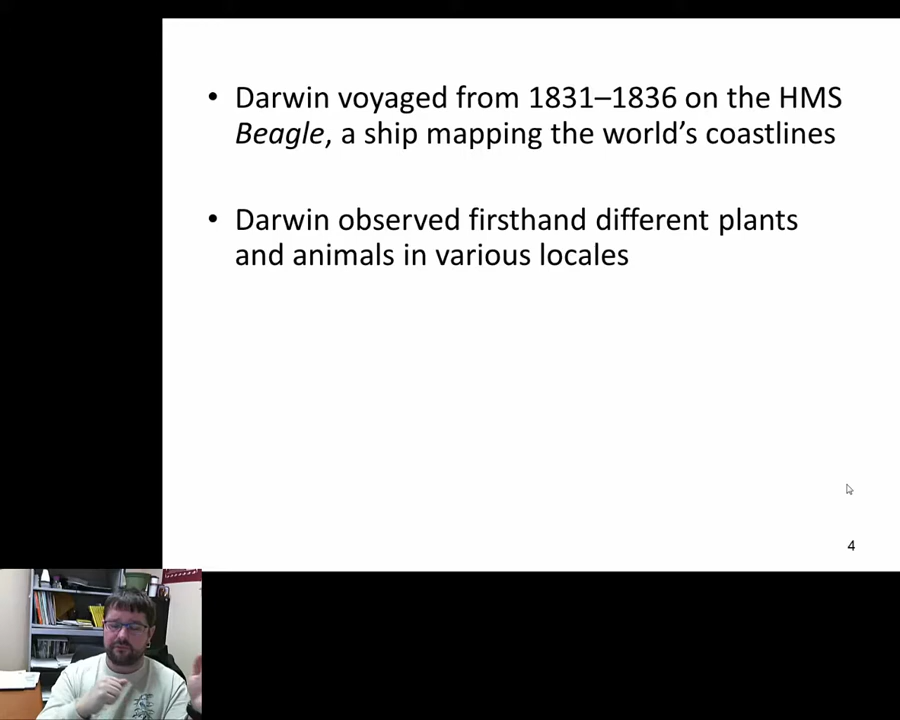 • Darwin voyaged from 1831–1836 on the HMS
Beagle, a ship mapping the world’s coastlines
• Darwin observed firsthand different plants
and animals in various locales
4